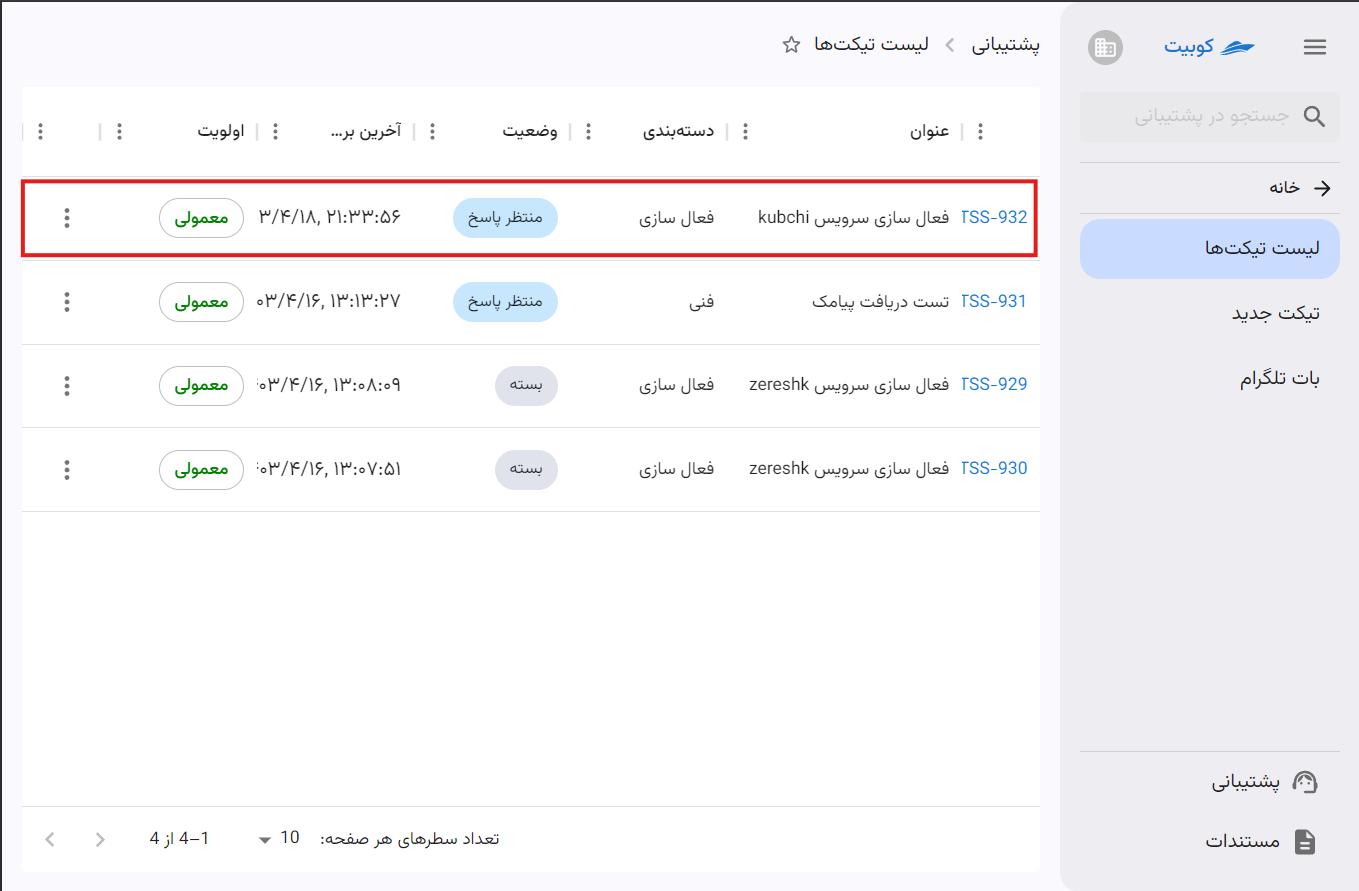 کوبیت
جستجو در پشتیبانی
خانه
لیست تیکت‌ها
تیکت جدید
بات تلگرام
پشتیبانی
مستندات
پشتیبانی
لیست تیکت‌ها
عنوان دسته‌بندی وضعیت آخرین بر... اولویت
TSS-932 فعال سازی سرویس kubchi فعال سازی منتظر پاسخ ۳/۴/۱۸, ۲۱:۳۳:۵۶ معمولی
TSS-931 تست دریافت پیامک فنی منتظر پاسخ ۰۳/۴/۱۶, ۱۳:۱۳:۲۷ معمولی
TSS-929 فعال سازی سرویس zereshk فعال سازی بسته ۰۳/۴/۱۶, ۱۳:۰۸:۰۹ معمولی
TSS-930 فعال سازی سرویس zereshk فعال سازی بسته ۰۳/۴/۱۶, ۱۳:۰۷:۵۱ معمولی
تعداد سطرهای هر صفحه: 10 1–4 از 4